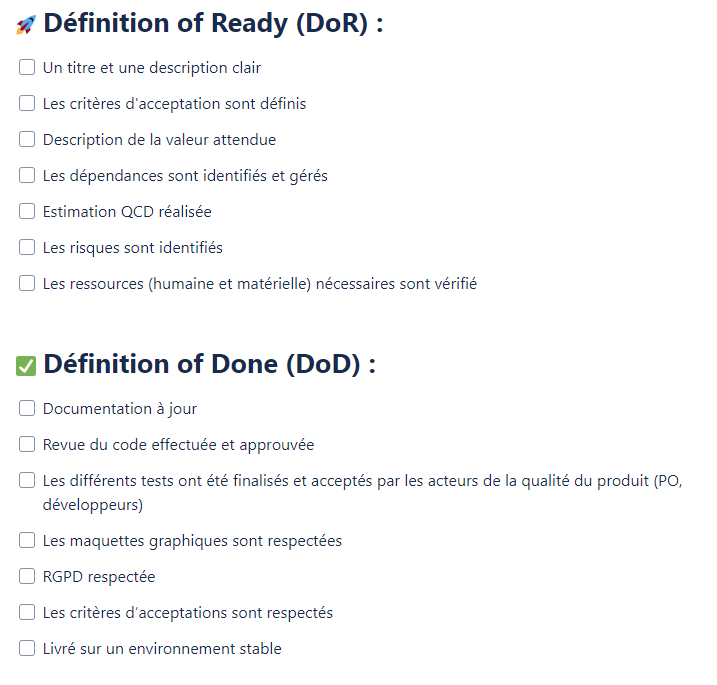 🚀 Définition of Ready (DoR) :
Un titre et une description clair
Les critères d'acceptation sont définis
Description de la valeur attendue
Les dépendances sont identifiés et gérés
Estimation QCD réalisée
Les risques sont identifiés
Les ressources (humaine et matérielle) nécessaires sont vérifié
✅ Définition of Done (DoD) :
Documentation à jour
Revue du code effectuée et approuvée
Les différents tests ont été finalisés et acceptés par les acteurs de la qualité du produit (PO,
développeurs)
Les maquettes graphiques sont respectées
RGPD respectée
Les critères d'acceptations sont respectés
Livré sur un environnement stable